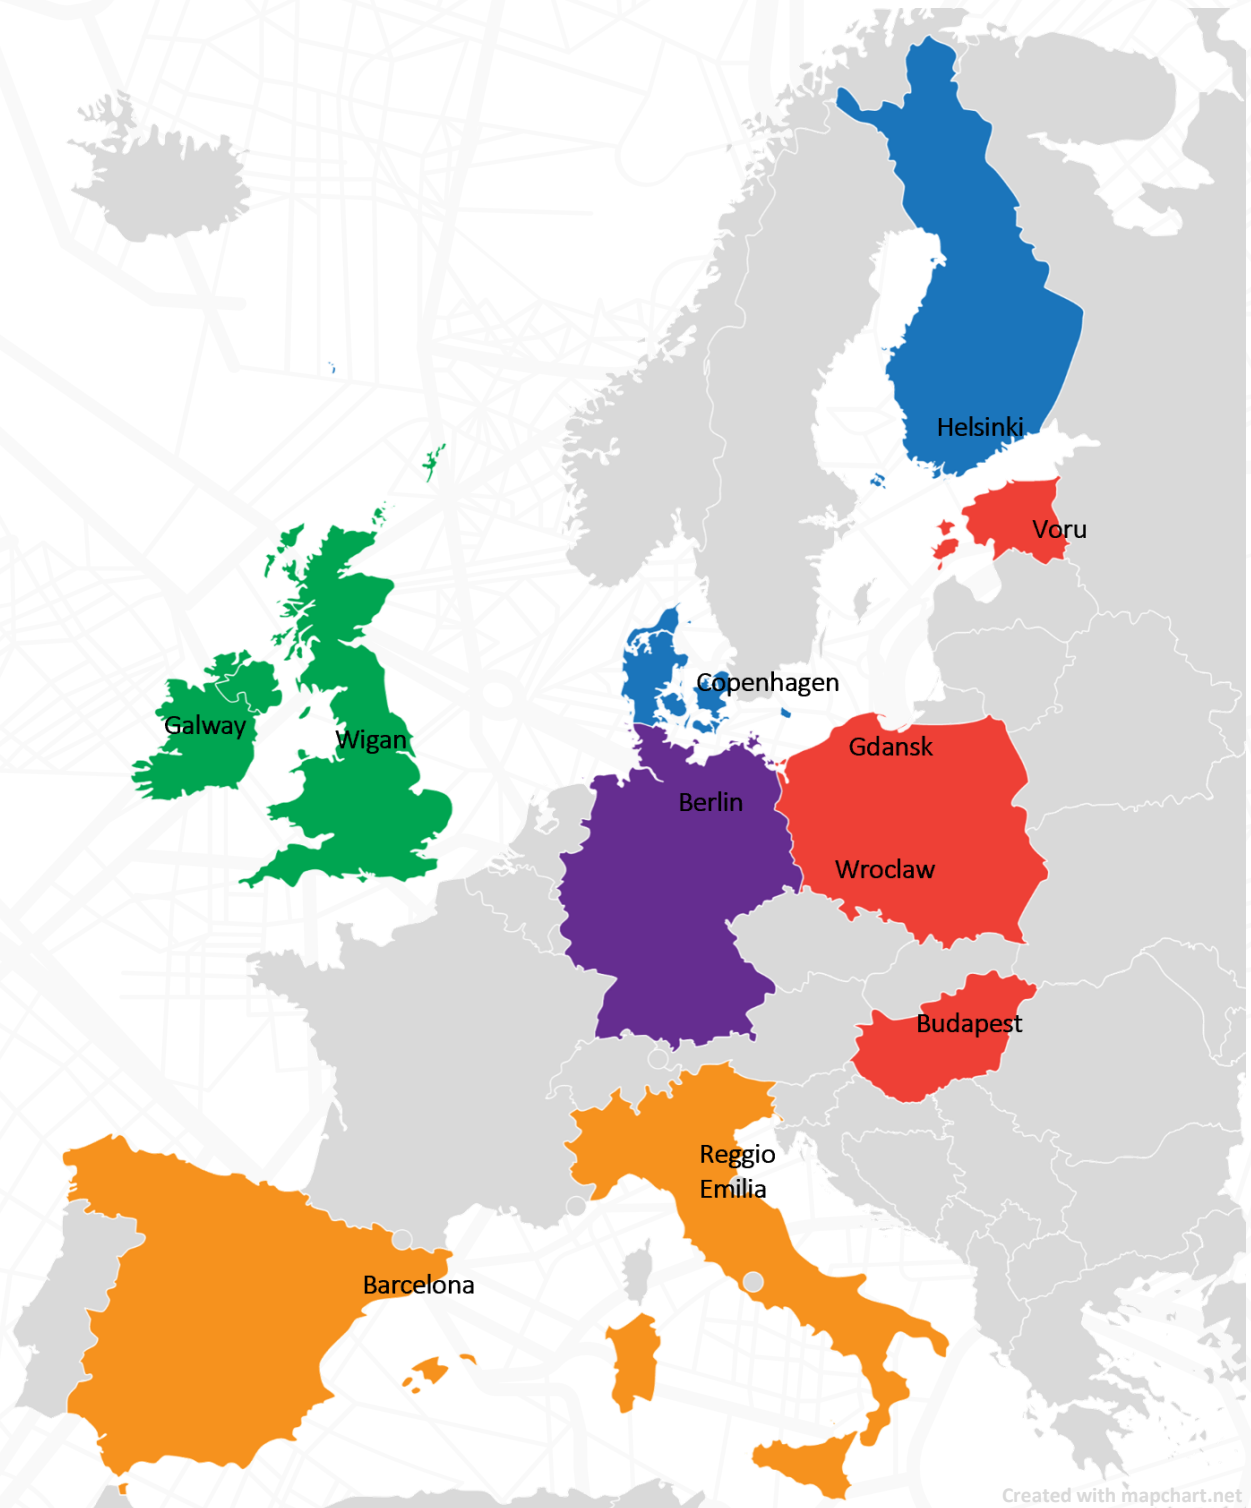 Helsinki
Voru
Copenhagen
Galway
Wigan
Gdansk
Berlin
Wroclaw
Budapest
Reggio
Emilia
Barcelona
Created with mapchart.net